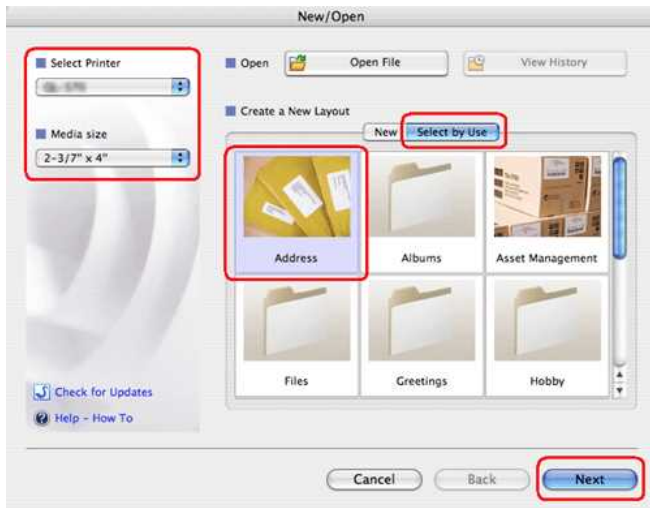 New/Open
Select Printer
Media size
2-3/7" x 4"
Check for Updates
Help - How To
Open
Open File
View History
Create a New Layout
New
Select by Use
Address
Albums
Asset Management
Files
Greetings
Hobby
Cancel
Back
Next